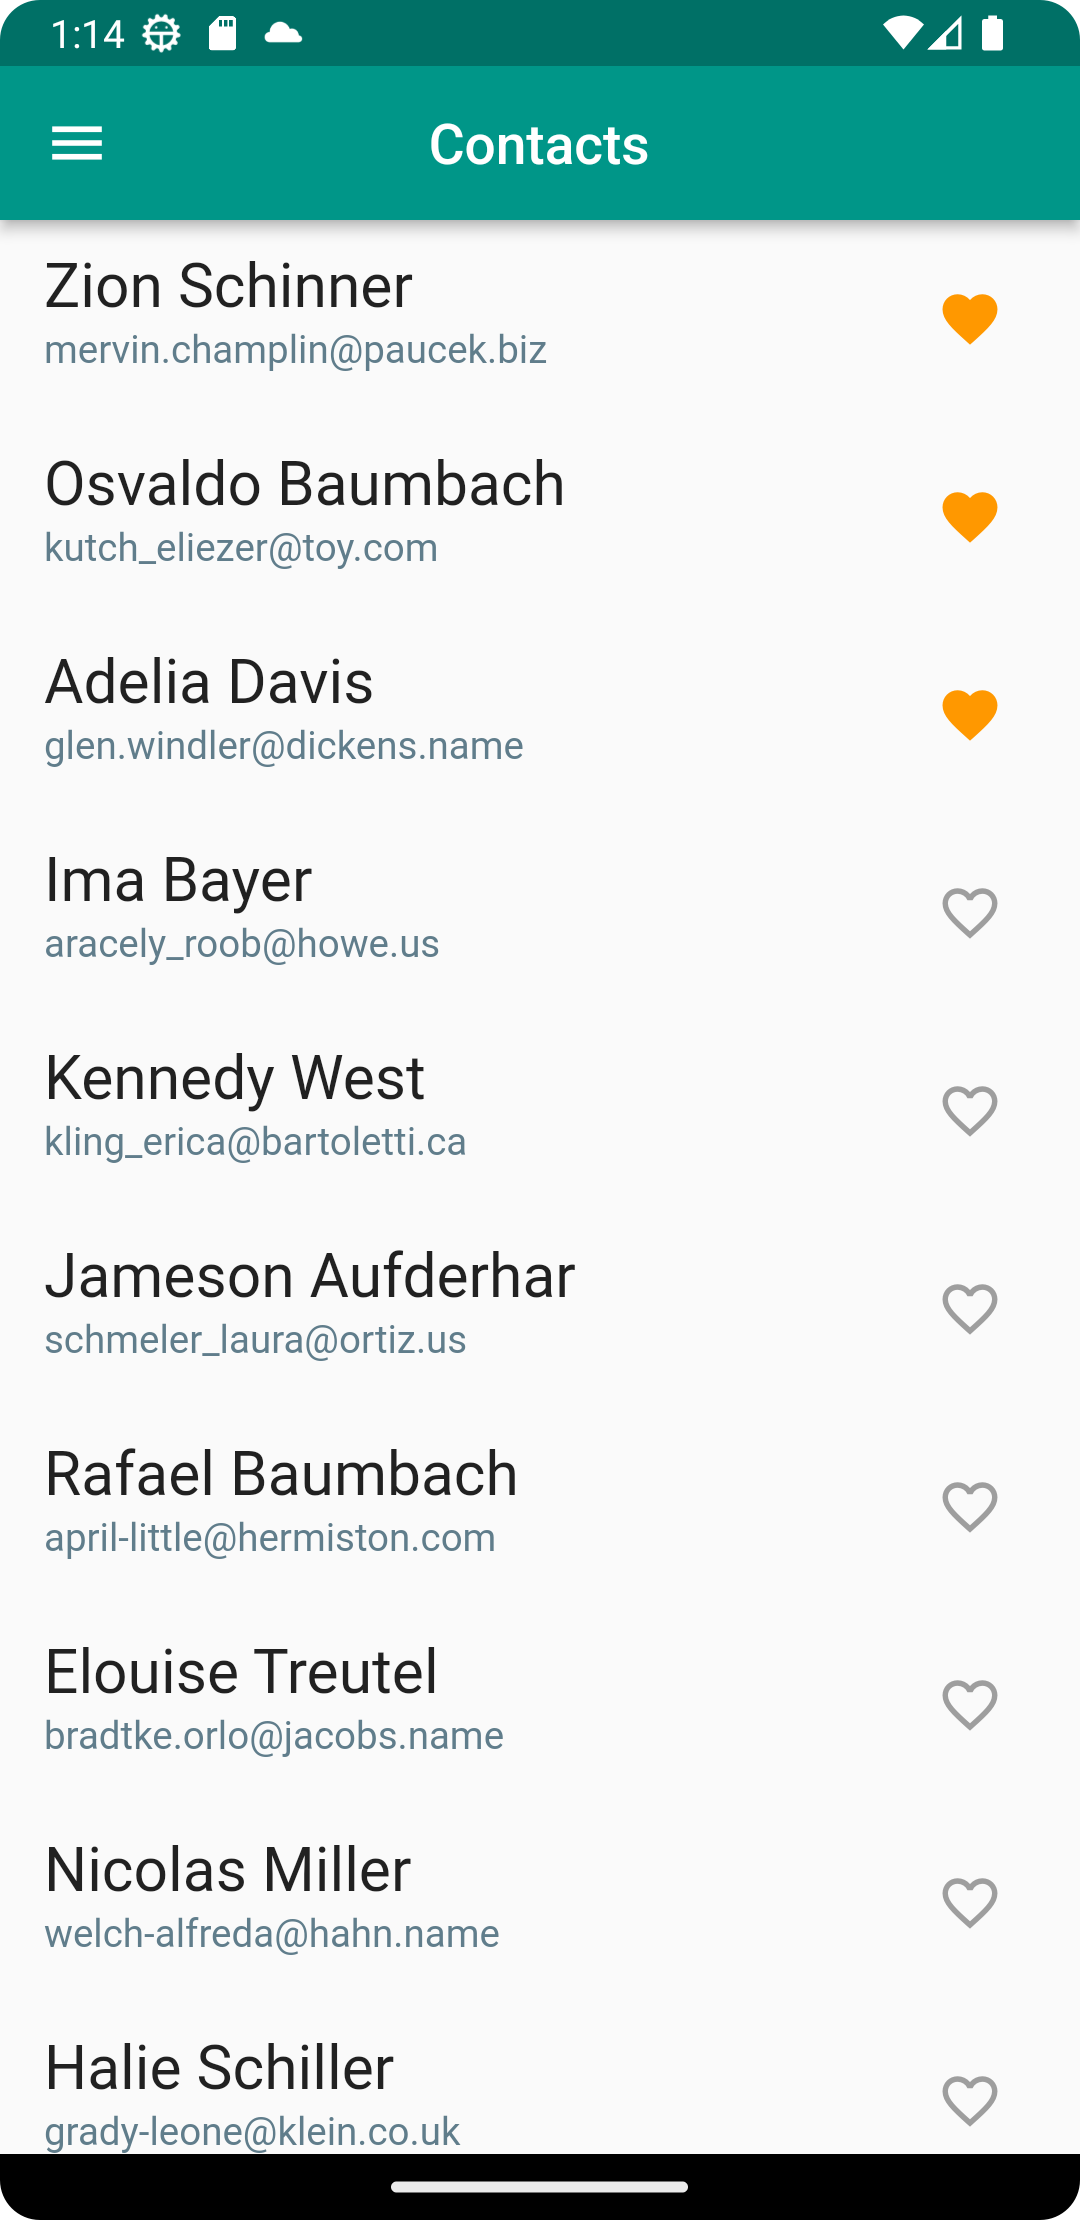 1:14
Contacts
Zion Schinner
mervin.champlin@paucek.biz
Osvaldo Baumbach
kutch_eliezer@toy.com
Adelia Davis
glen.windler@dickens.name
Ima Bayer
aracely_roob@howe.us
Kennedy West
kling_erica@bartoletti.ca
Jameson Aufderhar
schmeler_laura@ortiz.us
Rafael Baumbach
april-little@hermiston.com
Elouise Treutel
bradtke.orlo@jacobs.name
Nicolas Miller
welch-alfreda@hahn.name
Halie Schiller
grady-leone@klein.co.uk